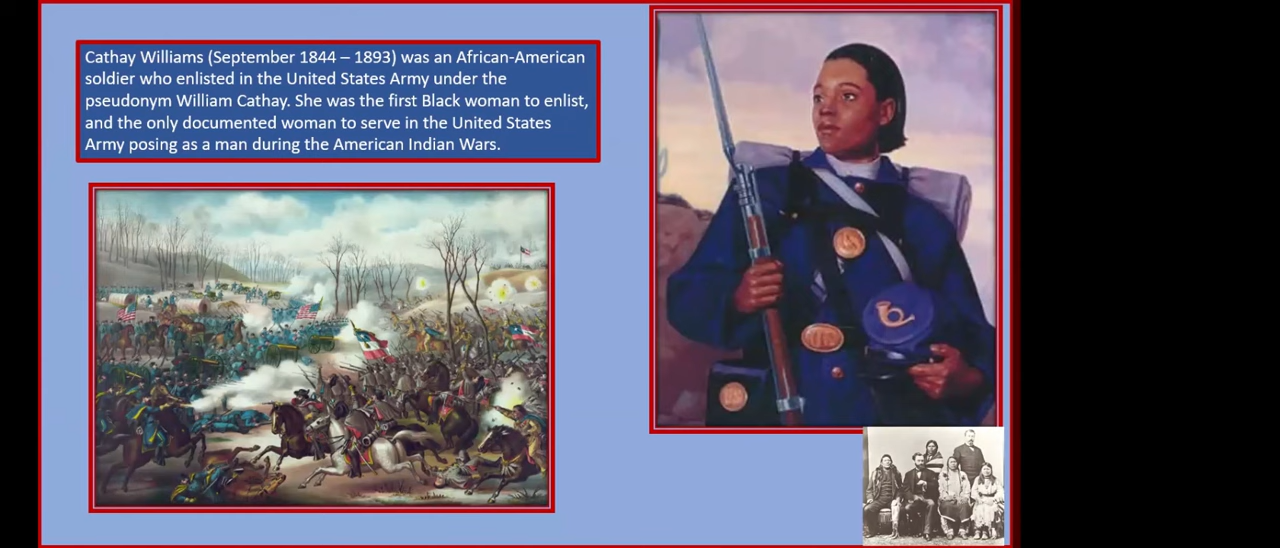 Cathay Williams (September 1844 – 1893) was an African-American
soldier who enlisted in the United States Army under the
pseudonym William Cathay. She was the first Black woman to enlist,
and the only documented woman to serve in the United States
Army posing as a man during the American Indian Wars.
US
US